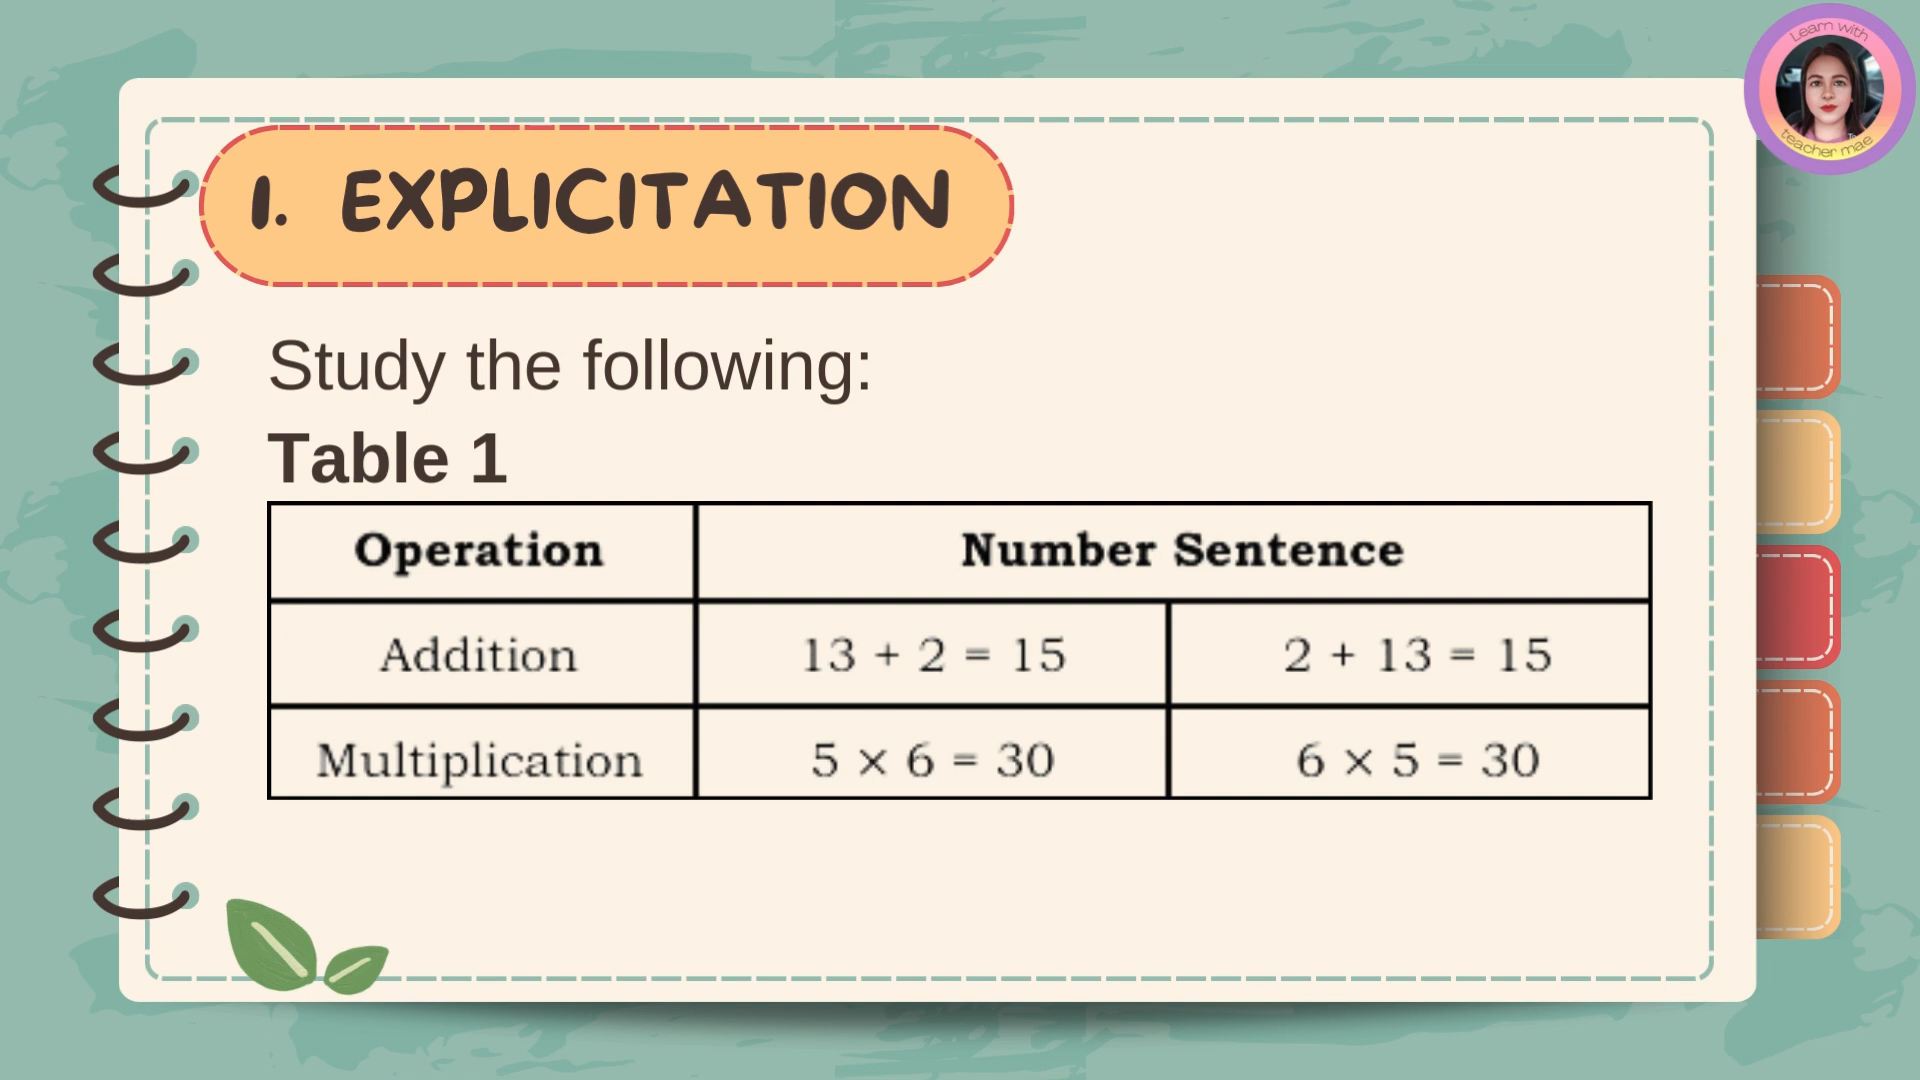 Learn with
teacher mae
1. EXPLICITATION
Study the following:
Table 1
Operation Number Sentence
Addition 13 + 2 = 15 2 + 13 = 15
Multiplication 5 × 6 = 30 6 × 5 = 30